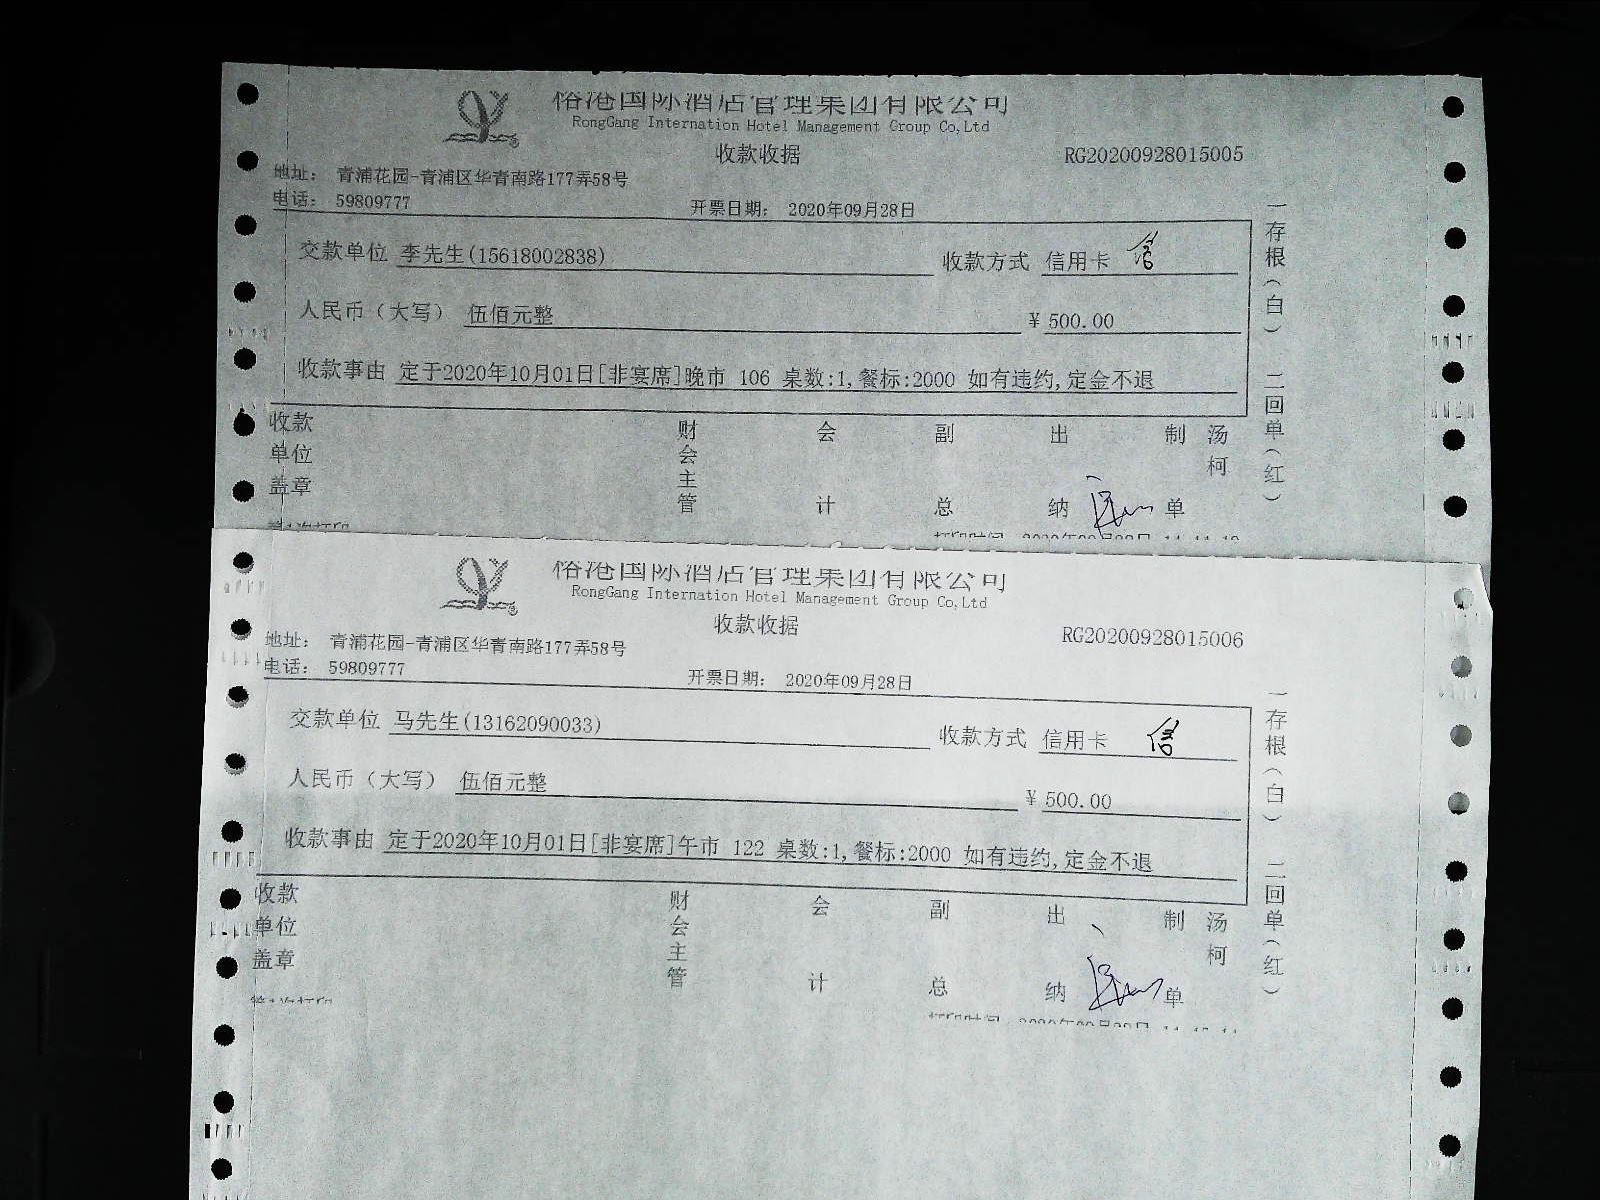 裕港国际酒店管理集团有限公司
RongGang Internation Hotel Management Group Co,Ltd
收款收据
RG20200928015005
地址： 青浦花园-青浦区华青南路177弄58号
电话： 59809777
开票日期： 2020年09月28日
交款单位 李先生(15618002838)
收款方式 信用卡 信
人民币（大写） 伍佰元整
¥ 500.00
收款事由 定于2020年10月01日[非宴席]晚市 106 桌数:1,餐标:2000 如有违约,定金不退
一存根（白） 二回单（红）
收款单位盖章
财会主管
会计
副总
出纳
制单
汤柯
第1次打印
裕港国际酒店管理集团有限公司
RongGang Internation Hotel Management Group Co,Ltd
收款收据
RG20200928015006
地址： 青浦花园-青浦区华青南路177弄58号
电话： 59809777
开票日期： 2020年09月28日
交款单位 马先生(13162090033)
收款方式 信用卡 信
人民币（大写） 伍佰元整
¥ 500.00
收款事由 定于2020年10月01日[非宴席]午市 122 桌数:1,餐标:2000 如有违约,定金不退
一存根（白） 二回单（红）
收款单位盖章
财会主管
会计
副总
出纳
制单
汤柯